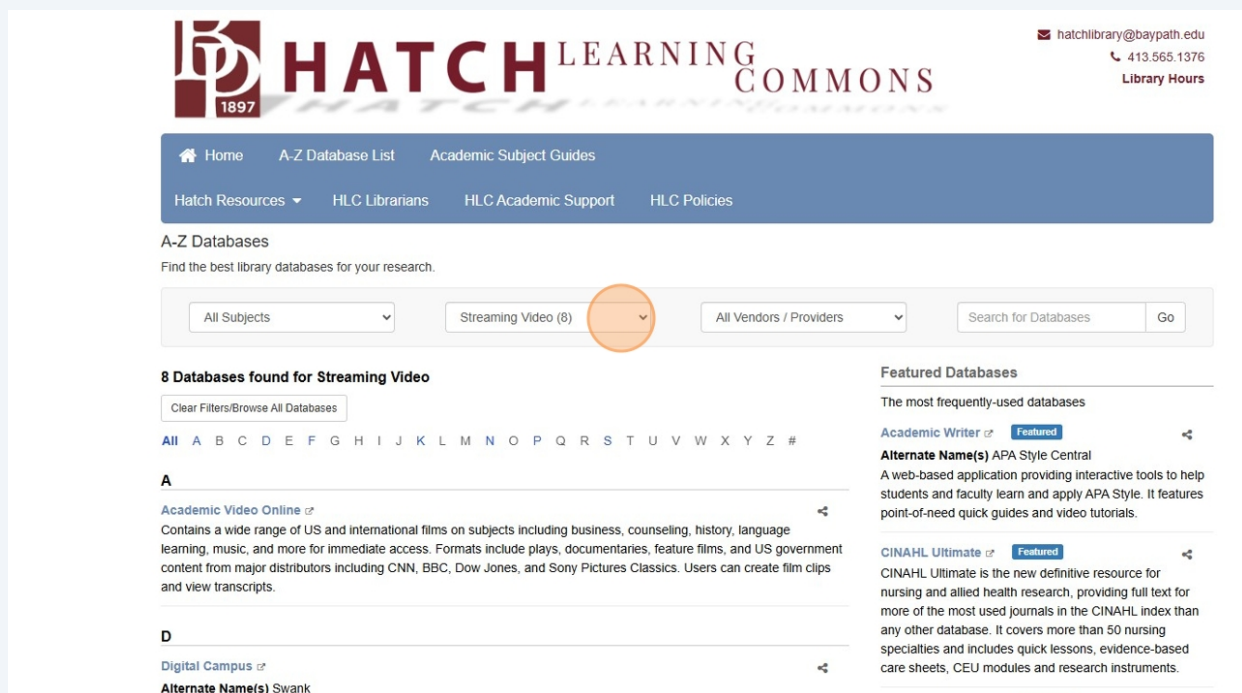 BP
1897
HATCH LEARNING COMMONS
hatchlibrary@baypath.edu
413.565.1376
Library Hours
Home A-Z Database List Academic Subject Guides
Hatch Resources HLC Librarians HLC Academic Support HLC Policies
A-Z Databases
Find the best library databases for your research.
All Subjects Streaming Video (8) All Vendors / Providers Search for Databases Go
8 Databases found for Streaming Video
Clear Filters/Browse All Databases
All A B C D E F G H I J K L M N O P Q R S T U V W X Y Z #
A
Academic Video Online
Contains a wide range of US and international films on subjects including business, counseling, history, language
learning, music, and more for immediate access. Formats include plays, documentaries, feature films, and US government
content from major distributors including CNN, BBC, Dow Jones, and Sony Pictures Classics. Users can create film clips
and view transcripts.
D
Digital Campus
Alternate Name(s) Swank
Featured Databases
The most frequently-used databases
Academic Writer Featured
Alternate Name(s) APA Style Central
A web-based application providing interactive tools to help
students and faculty learn and apply APA Style. It features
point-of-need quick guides and video tutorials.
CINAHL Ultimate Featured
CINAHL Ultimate is the new definitive resource for
nursing and allied health research, providing full text for
more of the most used journals in the CINAHL index than
any other database. It covers more than 50 nursing
specialties and includes quick lessons, evidence-based
care sheets, CEU modules and research instruments.